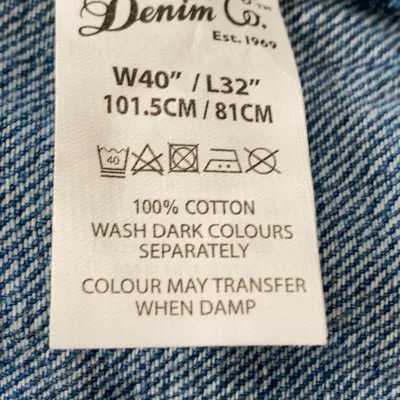 Denim Co.™
Est. 1969
W40" / L32"
101.5CM / 81CM
40
100% COTTON
WASH DARK COLOURS
SEPARATELY
COLOUR MAY TRANSFER
WHEN DAMP